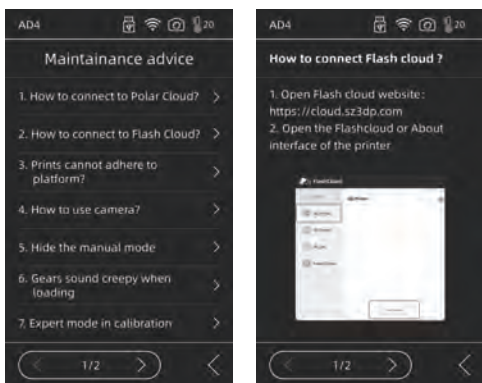 AD4
20
Maintainance advice
1. How to connect to Polar Cloud?
2. How to connect to Flash Cloud?
3. Prints cannot adhere to
platform?
4. How to use camera?
5. Hide the manual mode
6. Gears sound creepy when
loading
7. Expert mode in calibration
1/2
AD4
20
How to connect Flash cloud ?
1. Open Flash cloud website:
https://cloud.sz3dp.com
2. Open the Flashcloud or About
interface of the printer
FlashCloud
1/2